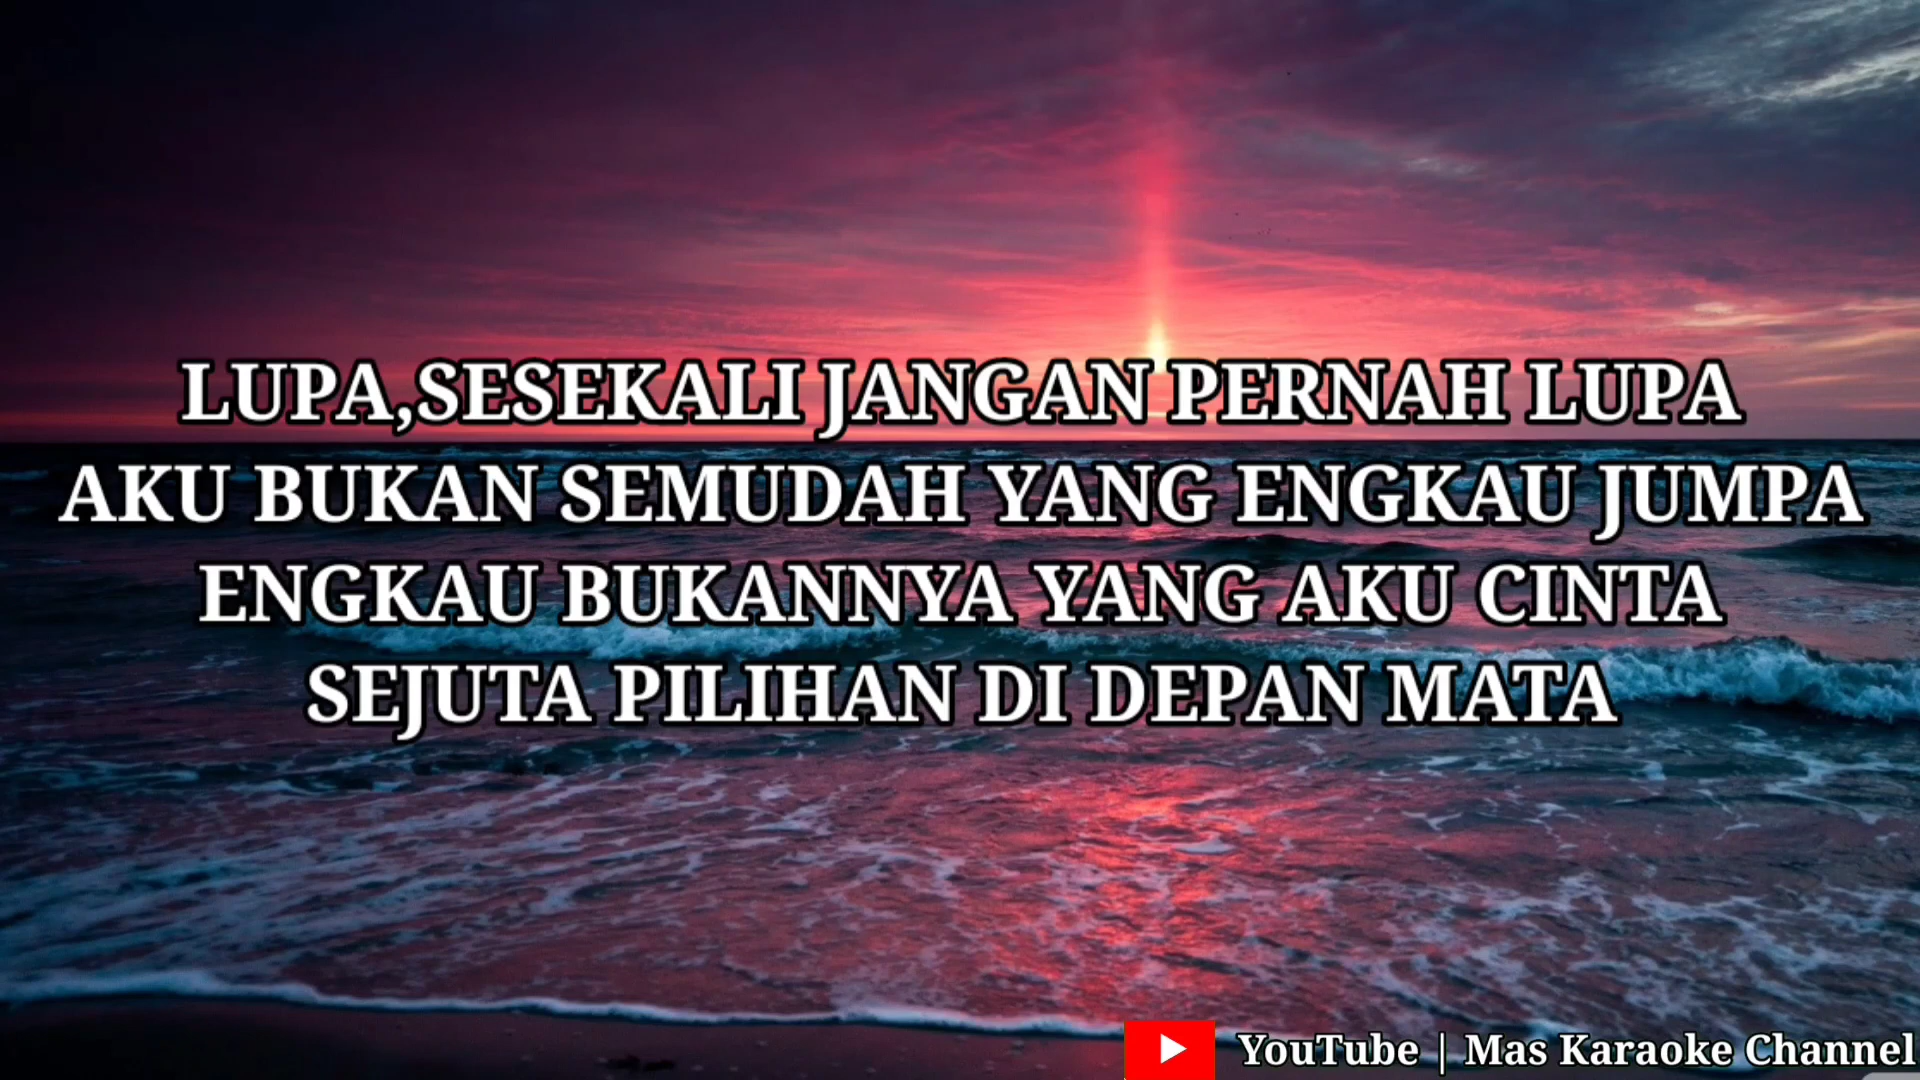 LUPA,SESEKALI JANGAN PERNAH LUPA
AKU BUKAN SEMUDAH YANG ENGKAU JUMPA
ENGKAU BUKANNYA YANG AKU CINTA
SEJUTA PILIHAN DI DEPAN MATA
YouTube | Mas Karaoke Channel